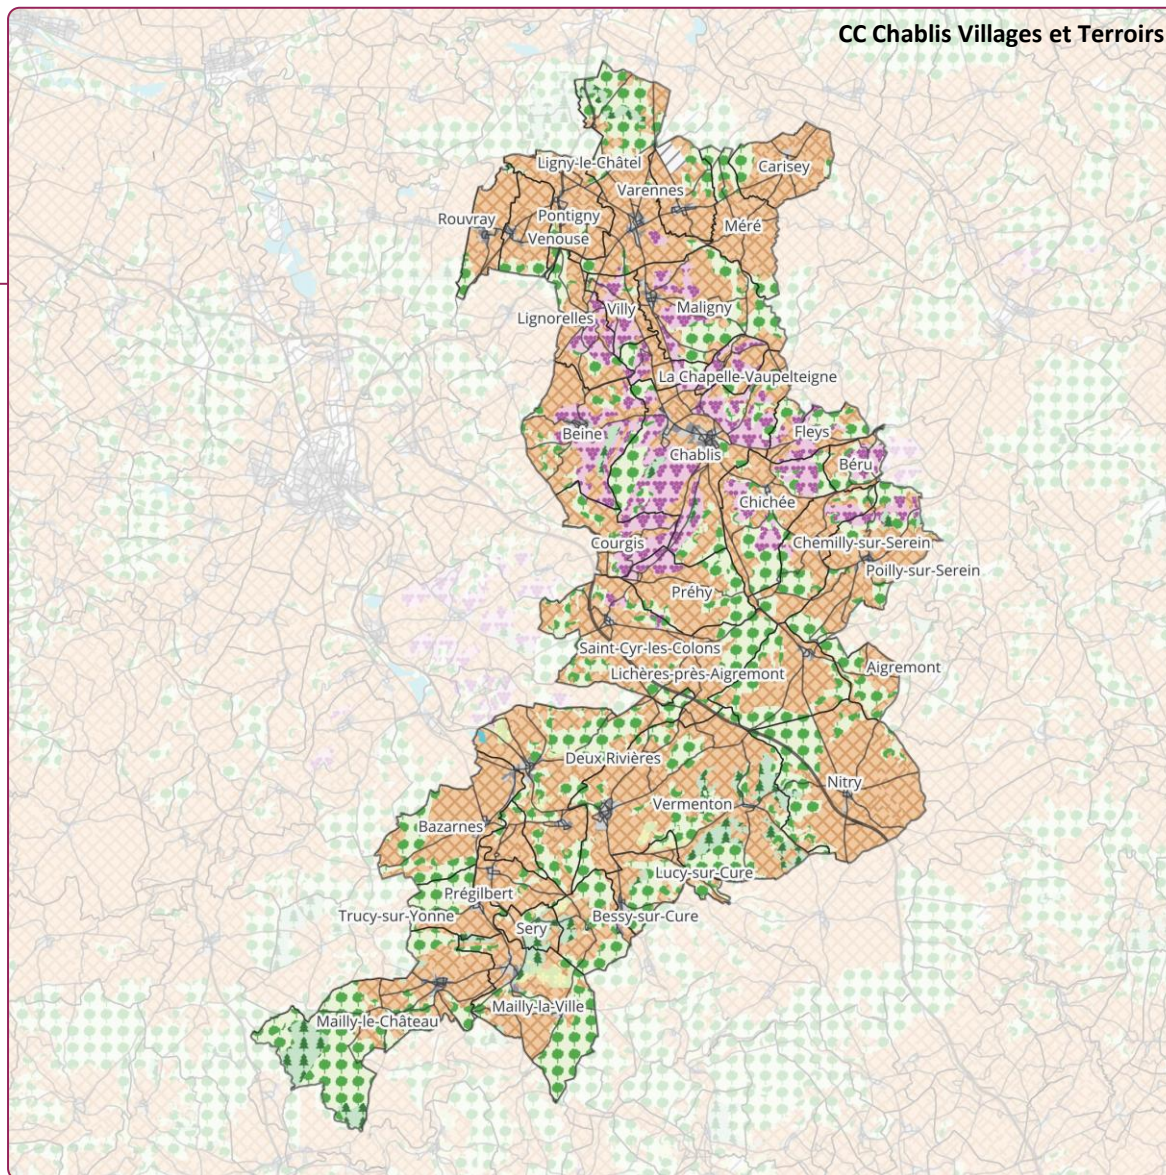 CC Chablis Villages et Terroirs
Ligny-le-Châtel
Carisey
Varennes
Rouvray
Pontigny
Méré
Venouse
Lignorelles
Villy
Maligny
La Chapelle-Vaupelteigne
Beine
Fleys
Chablis
Béru
Chichée
Courgis
Chemilly-sur-Serein
Poilly-sur-Serein
Préhy
Saint-Cyr-les-Colons
Aigremont
Lichères-près-Aigremont
Deux Rivières
Nitry
Vermenton
Bazarnes
Lucy-sur-Cure
Prégilbert
Trucy-sur-Yonne
Sery
Bessy-sur-Cure
Mailly-la-Ville
Mailly-le-Château